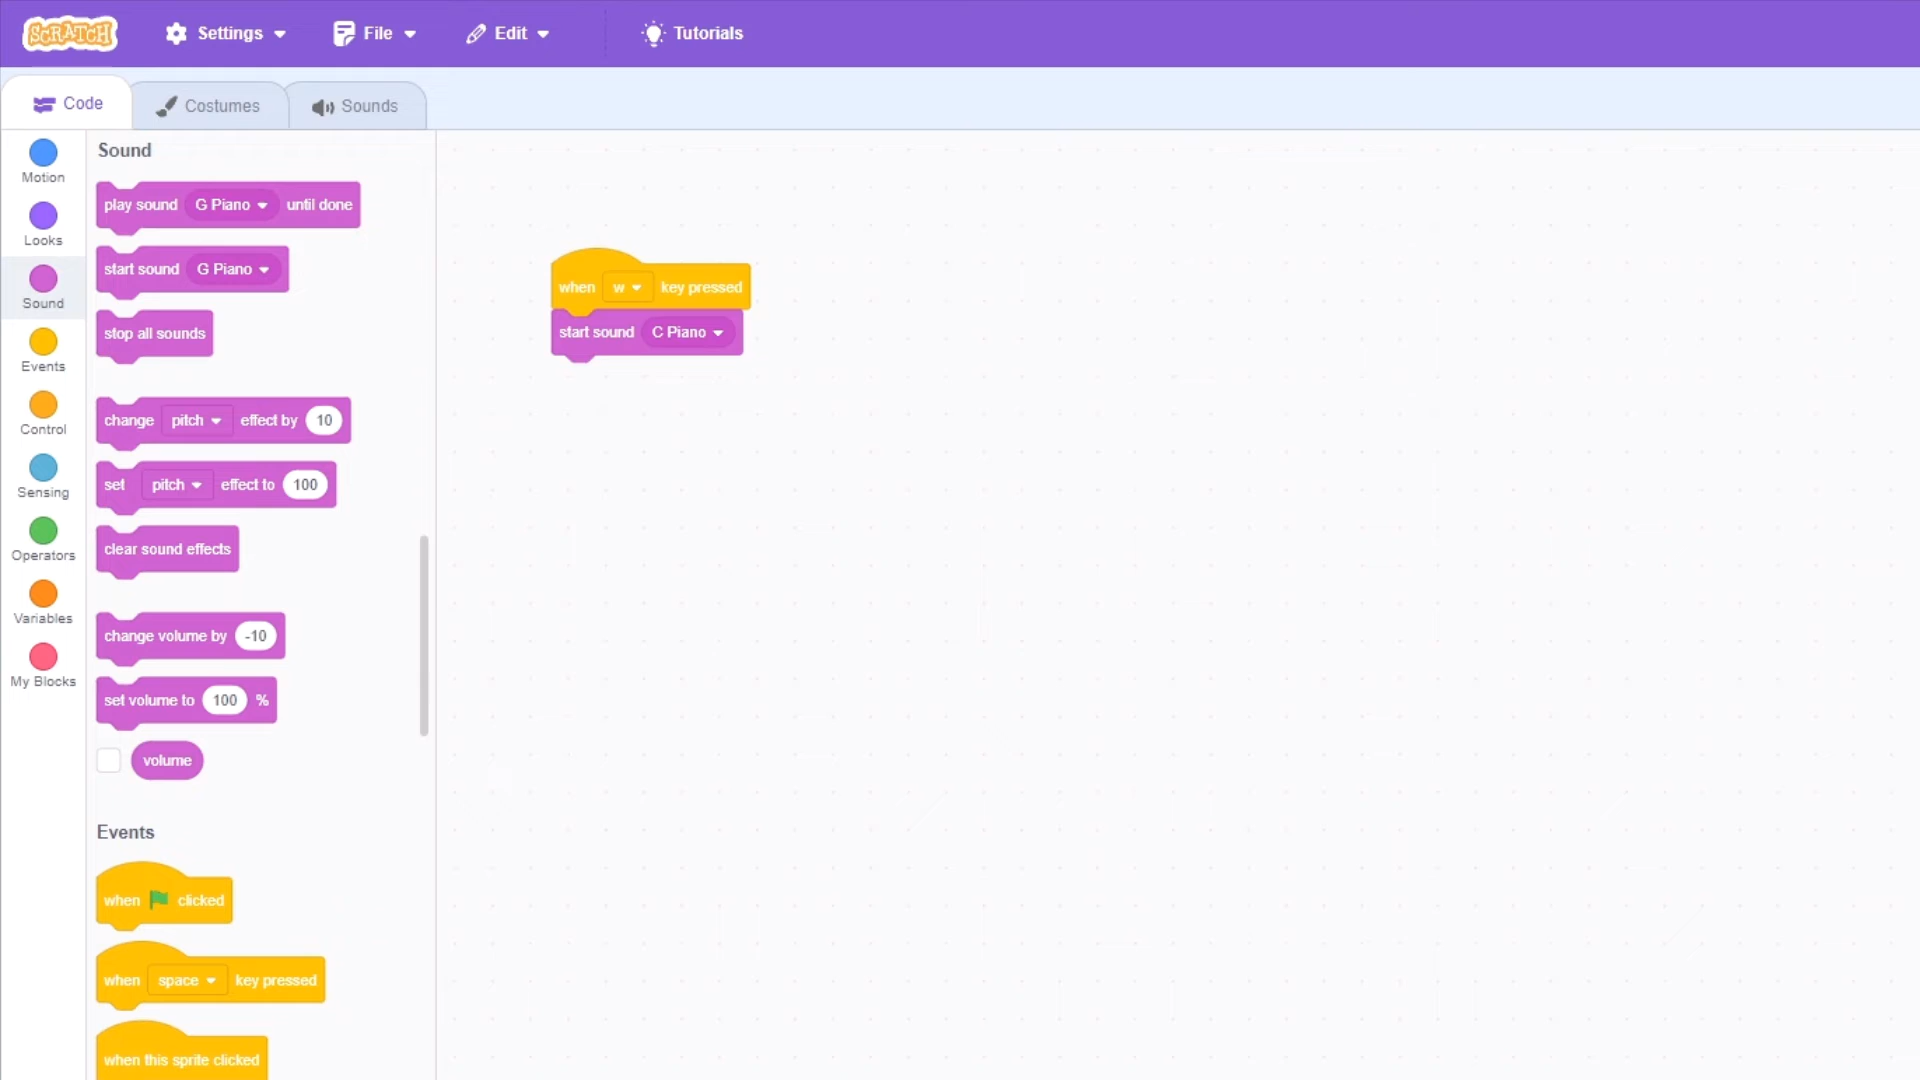 SCRATCH Settings File Edit Tutorials
Code Costumes Sounds
Motion
Looks
Sound
Events
Control
Sensing
Operators
Variables
My Blocks
Sound
play sound G Piano until done
start sound G Piano
stop all sounds
change pitch effect by 10
set pitch effect to 100
clear sound effects
change volume by -10
set volume to 100 %
volume
Events
when clicked
when space key pressed
when this sprite clicked
when w key pressed
start sound C Piano